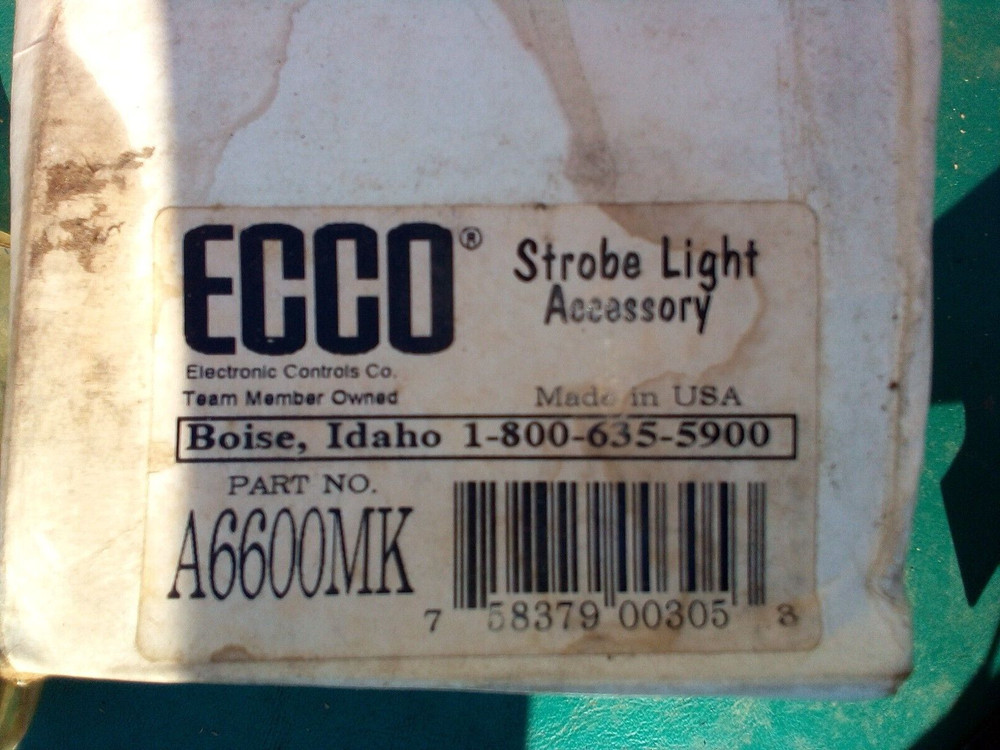 ECCO® Strobe Light
Accessory
Electronic Controls Co.
Team Member Owned Made in USA
Boise, Idaho 1-800-635-5900
PART NO.
A6600MK
7 58379 00305 3